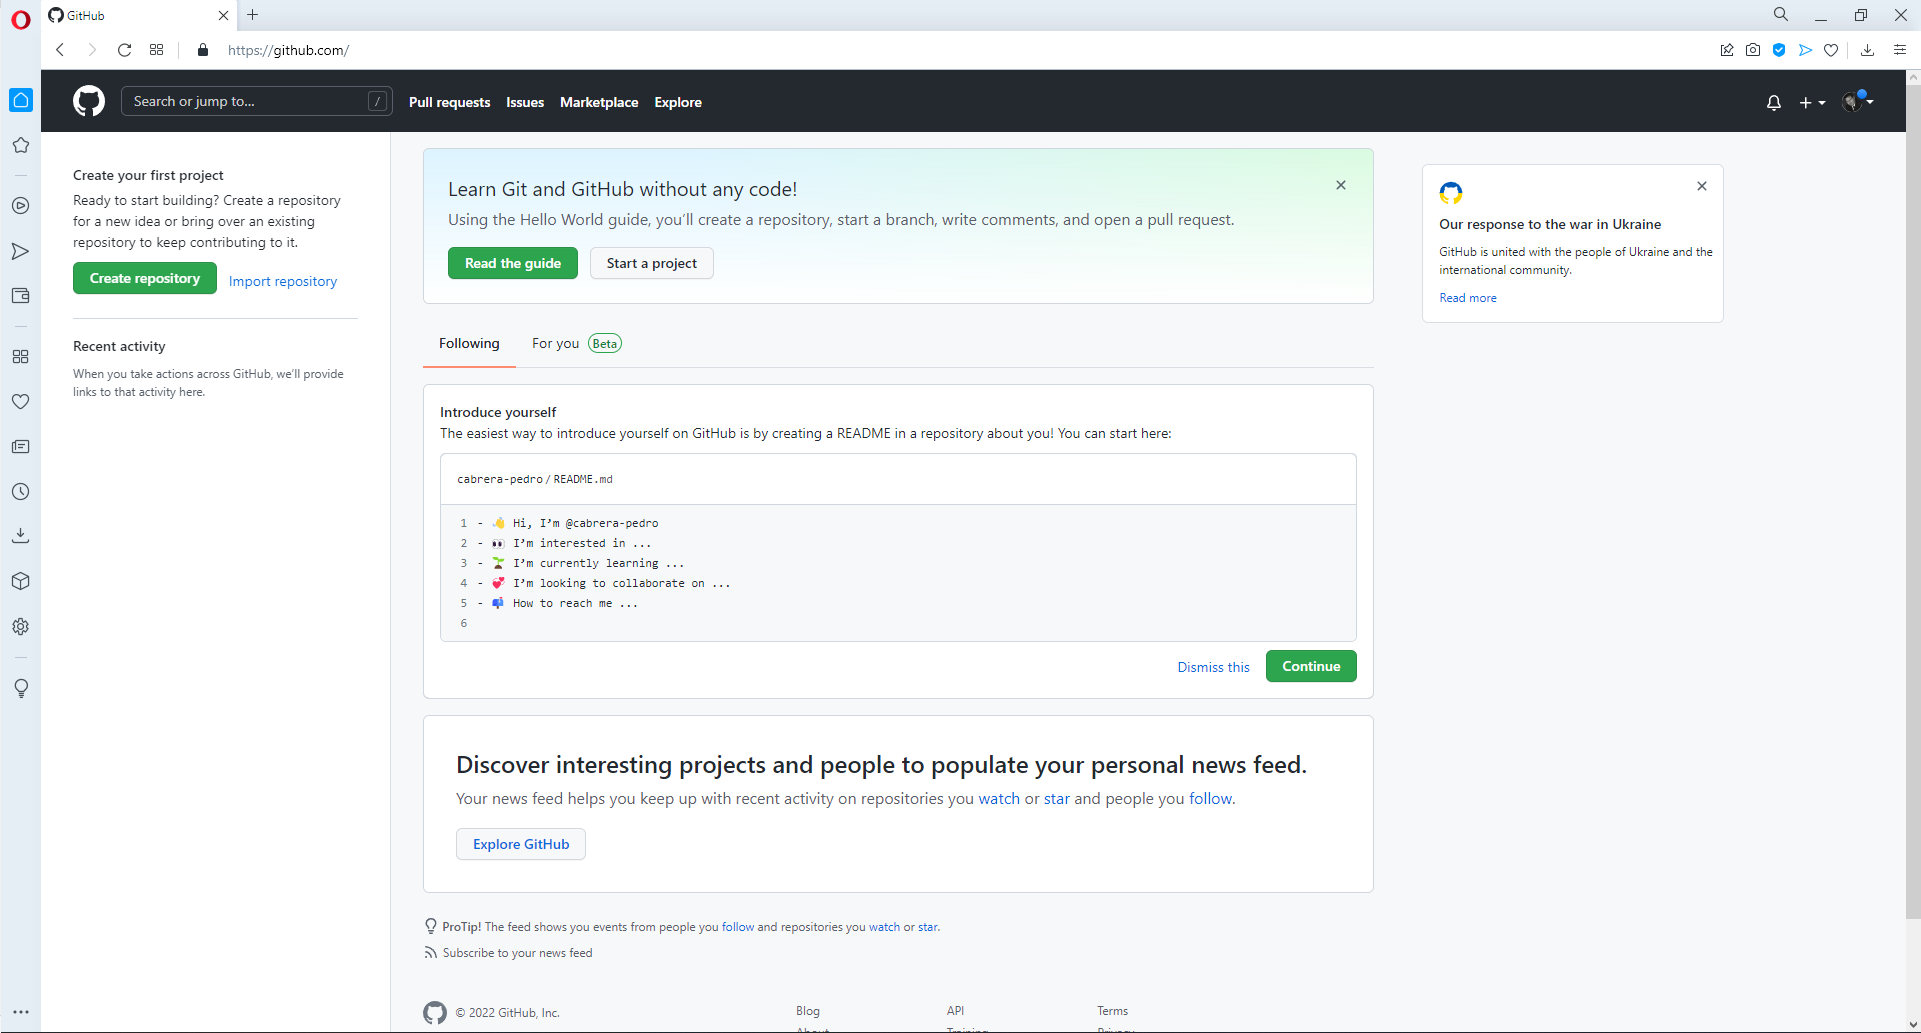 GitHub
https://github.com/
Search or jump to...
/
Pull requests
Issues
Marketplace
Explore
Create your first project
Ready to start building? Create a repository
for a new idea or bring over an existing
repository to keep contributing to it.
Create repository
Import repository
Recent activity
When you take actions across GitHub, we'll provide
links to that activity here.
Learn Git and GitHub without any code!
Using the Hello World guide, you'll create a repository, start a branch, write comments, and open a pull request.
Read the guide
Start a project
Following
For you
Beta
Introduce yourself
The easiest way to introduce yourself on GitHub is by creating a README in a repository about you! You can start here:
cabrera-pedro/README.md
1 - 👋 Hi, I'm @cabrera-pedro
2 - 👀 I'm interested in ...
3 - 🌱 I'm currently learning ...
4 - 💞️ I'm looking to collaborate on ...
5 - 📫 How to reach me ...
6
Dismiss this
Continue
Discover interesting projects and people to populate your personal news feed.
Your news feed helps you keep up with recent activity on repositories you watch or star and people you follow.
Explore GitHub
ProTip! The feed shows you events from people you follow and repositories you watch or star.
Subscribe to your news feed
Our response to the war in Ukraine
GitHub is united with the people of Ukraine and the
international community.
Read more
© 2022 GitHub, Inc.
Blog
API
Terms
About
Training
Privacy